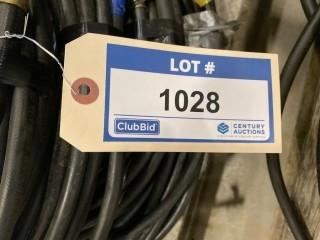 LOT #
1028
ClubBid
CENTURY
AUCTIONS